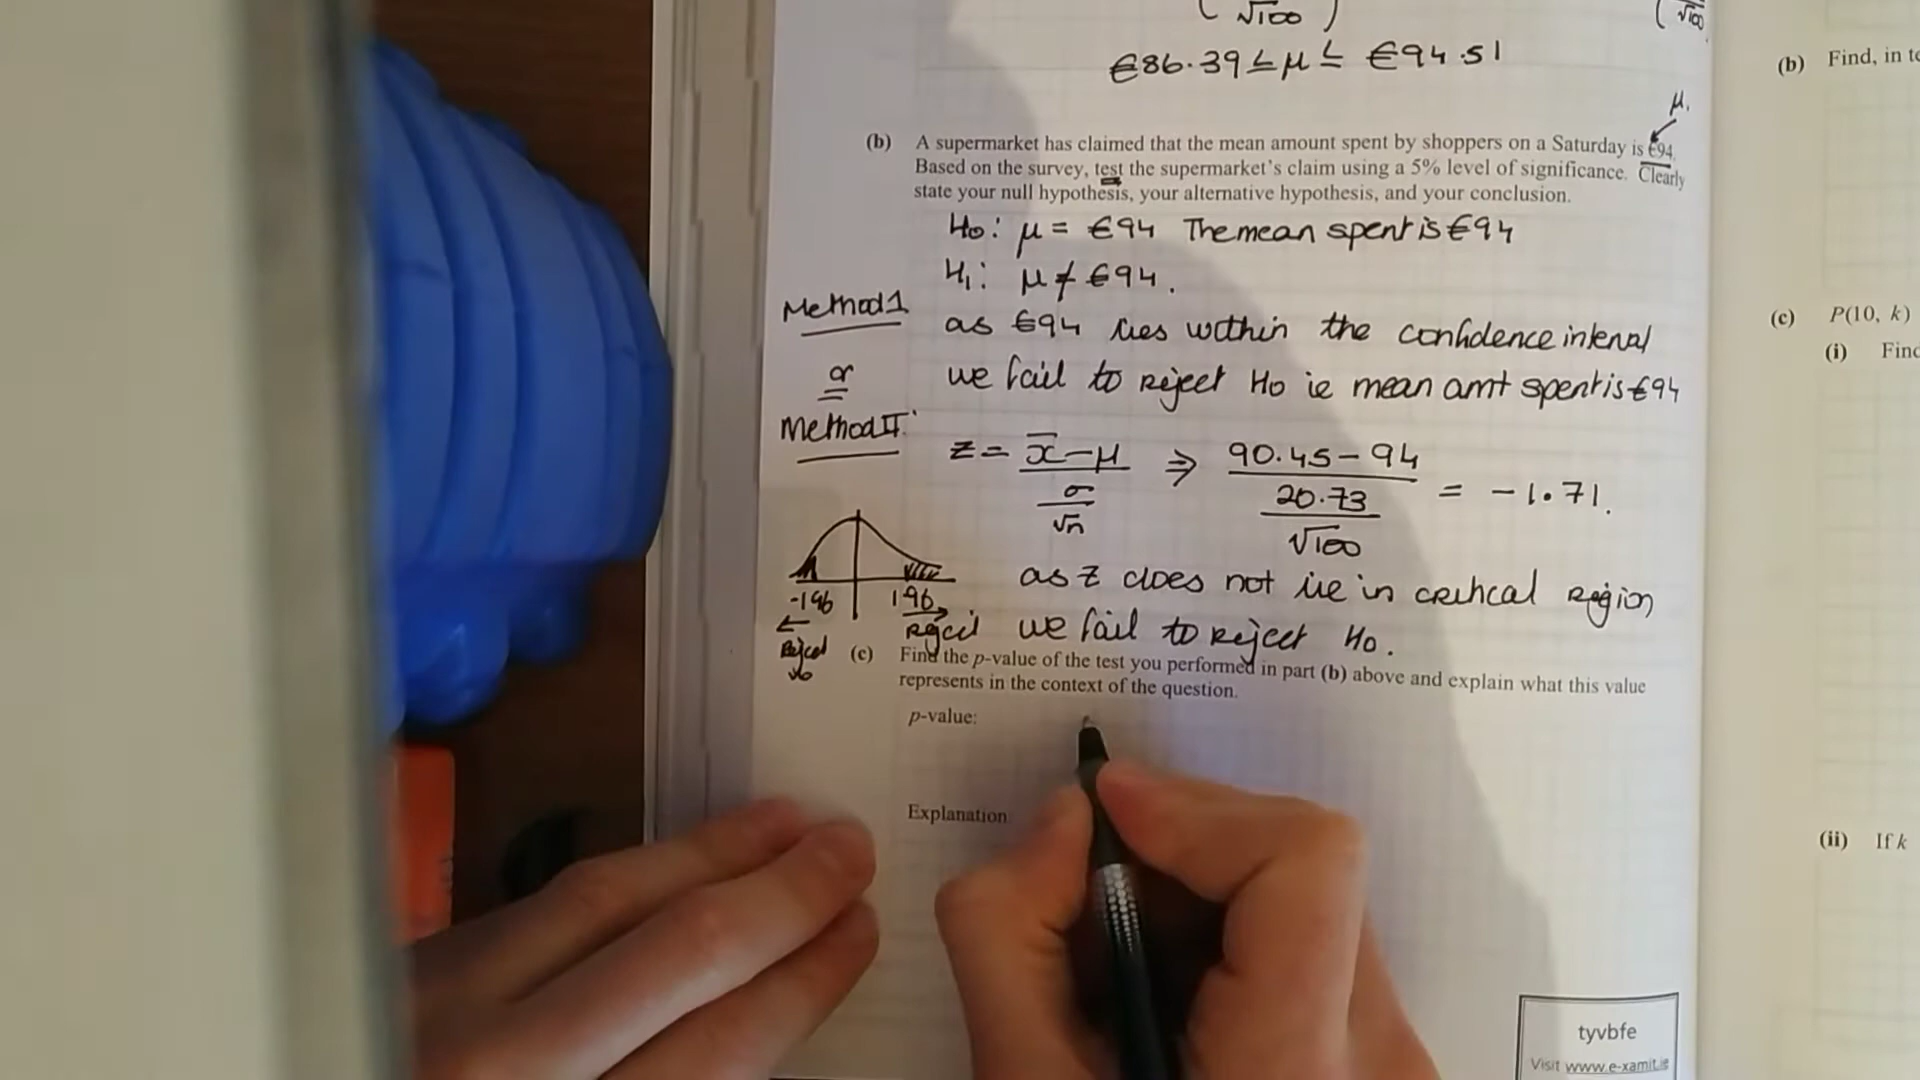 ( √100 )
( √100
€86.39 ≤ μ ≤ €94.51
μ.
(b) A supermarket has claimed that the mean amount spent by shoppers on a Saturday is €94.
Based on the survey, test the supermarket's claim using a 5% level of significance. Clearly
state your null hypothesis, your alternative hypothesis, and your conclusion.
H₀: μ = €94 The mean spent is €94
H₁: μ ≠ €94.
Method 1
as €94 lies within the confidence interval
we fail to reject H₀ ie mean amt spent is €94
or
Method II
z = x̄ − μ / σ/√n ⇒ 90.45 − 94 / 20.73/√100 = −1.71.
as z does not lie in critical region
-1.96 1.96
Reject we fail to reject H₀.
Reject
(c) Find the p-value of the test you performed in part (b) above and explain what this value
represents in the context of the question.
p-value:
Explanation
tyvbfe
Visit www.e-xamit.ie
(b) Find, in te
(c) P(10, k)
(i) Find
(ii) If k